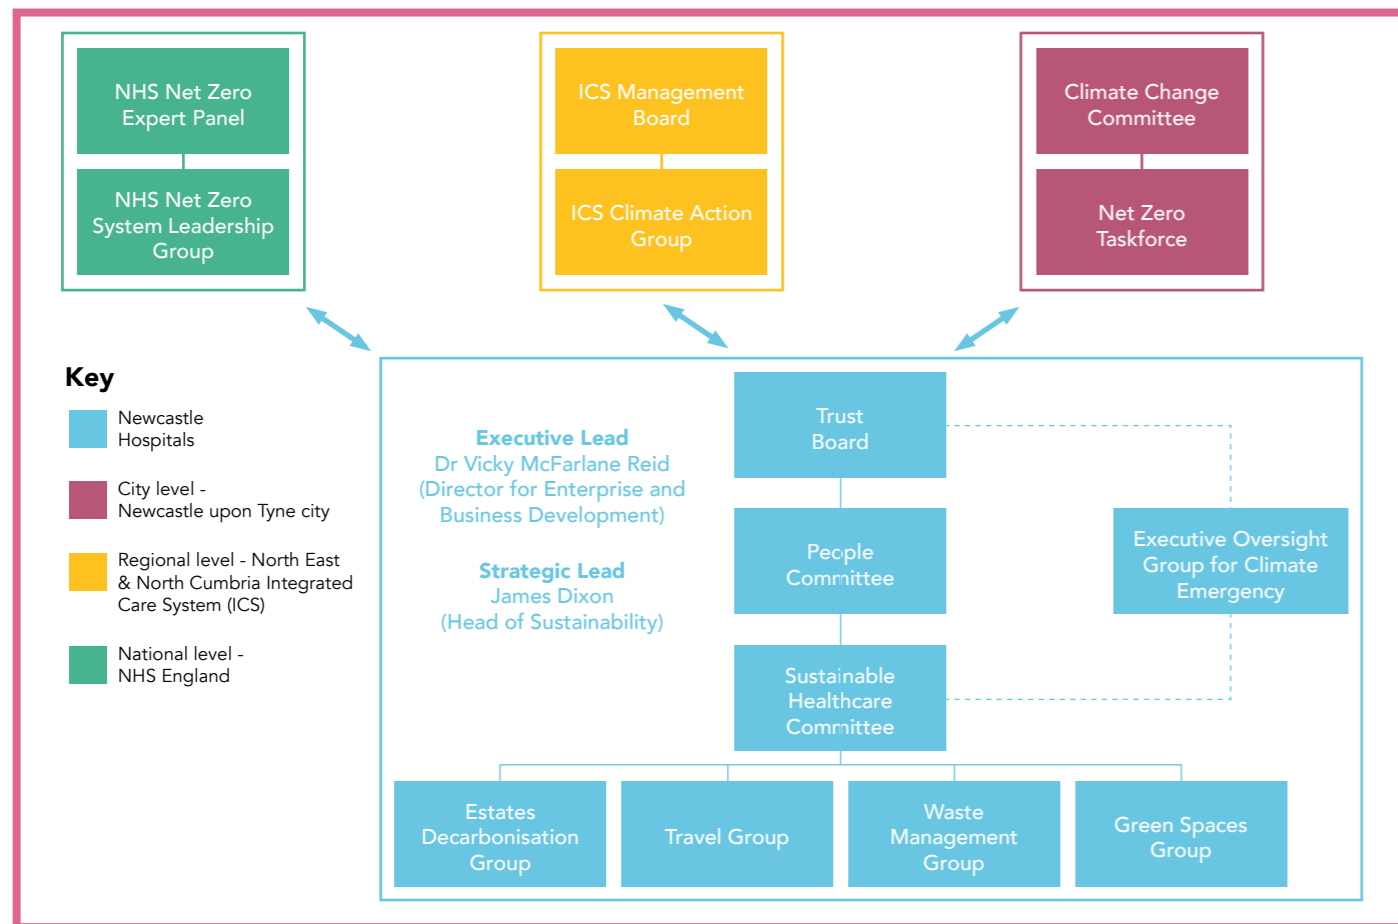 NHS Net Zero
Expert Panel
NHS Net Zero
System Leadership
Group
ICS Management
Board
ICS Climate Action
Group
Climate Change
Committee
Net Zero
Taskforce
Key
Newcastle
Hospitals
City level -
Newcastle upon Tyne city
Regional level - North East
& North Cumbria Integrated
Care System (ICS)
National level -
NHS England
Executive Lead
Dr Vicky McFarlane Reid
(Director for Enterprise and
Business Development)
Strategic Lead
James Dixon
(Head of Sustainability)
Trust
Board
People
Committee
Sustainable
Healthcare
Committee
Executive Oversight
Group for Climate
Emergency
Estates
Decarbonisation
Group
Travel Group
Waste
Management
Group
Green Spaces
Group